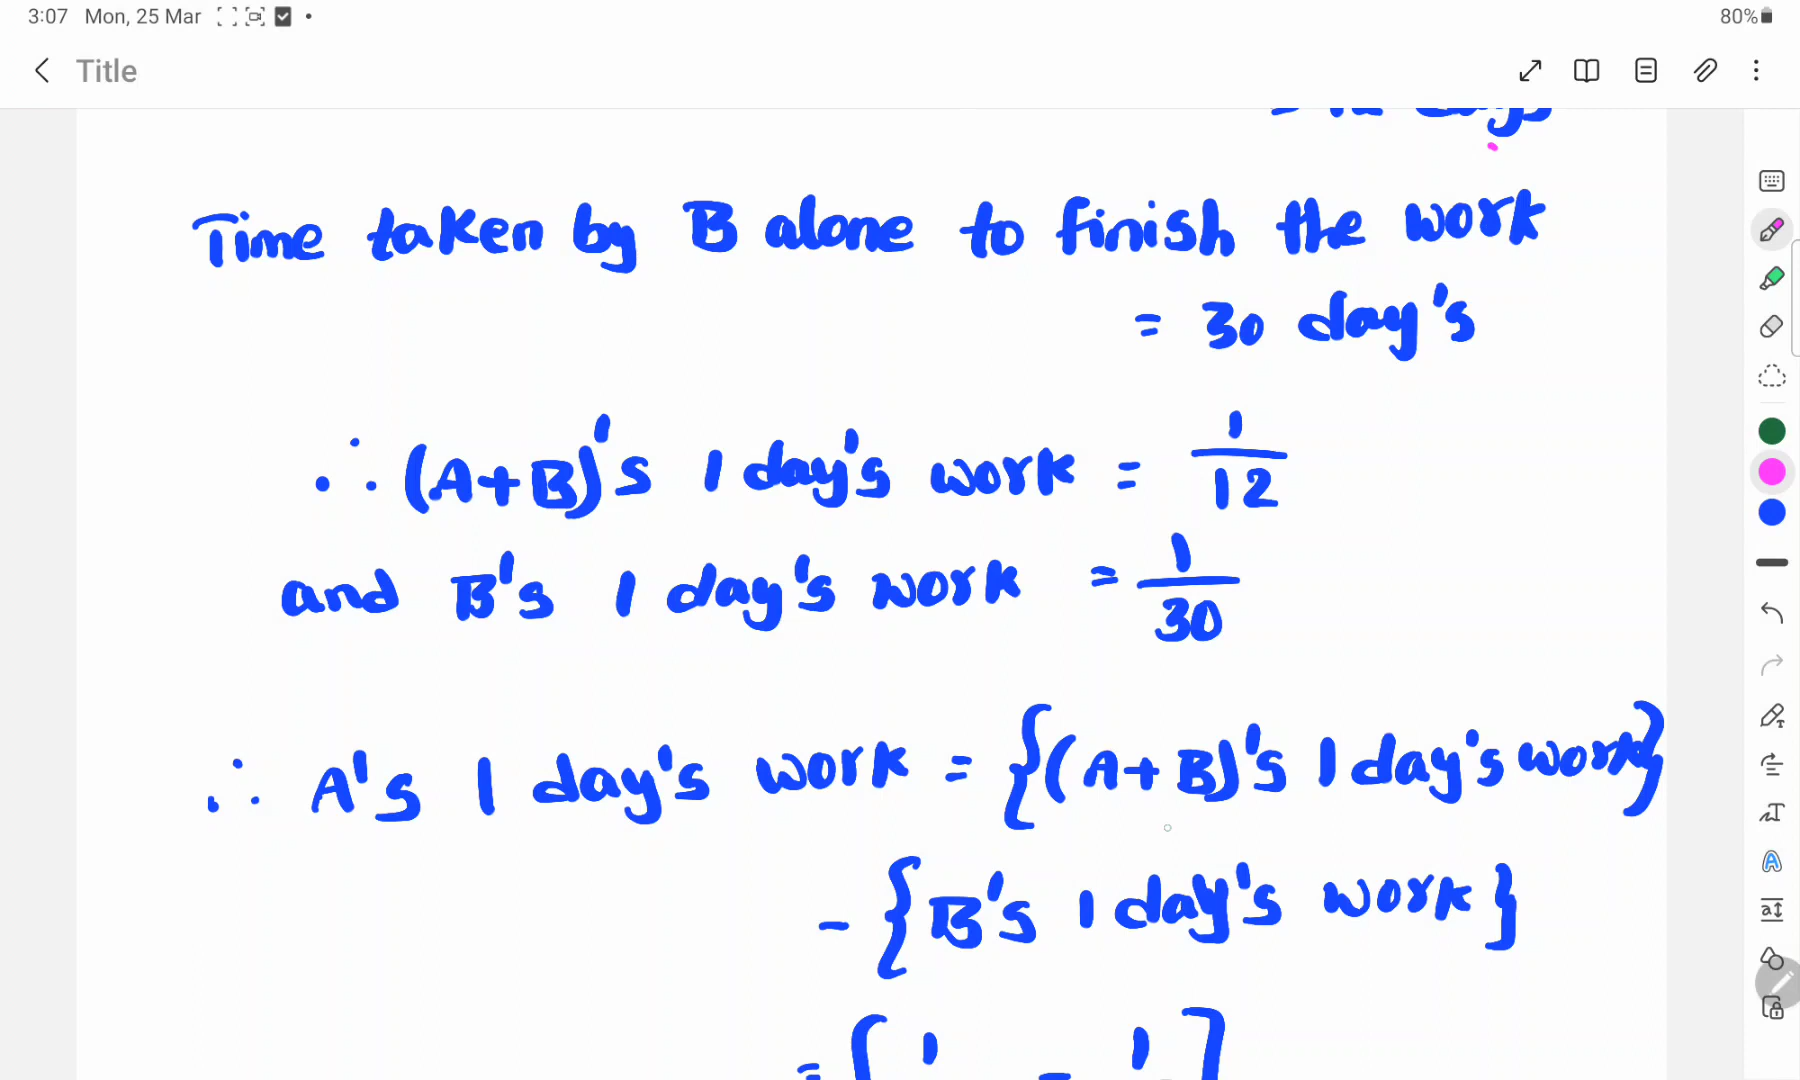 3:07 Mon, 25 Mar
80%
Title
Time taken by B alone to finish the work
= 30 day's
∴ (A+B)'s 1 day's work = 1/12
and B's 1 day's work = 1/30
∴ A's 1 day's work = {(A+B)'s 1 day's work}
- {B's 1 day's work}